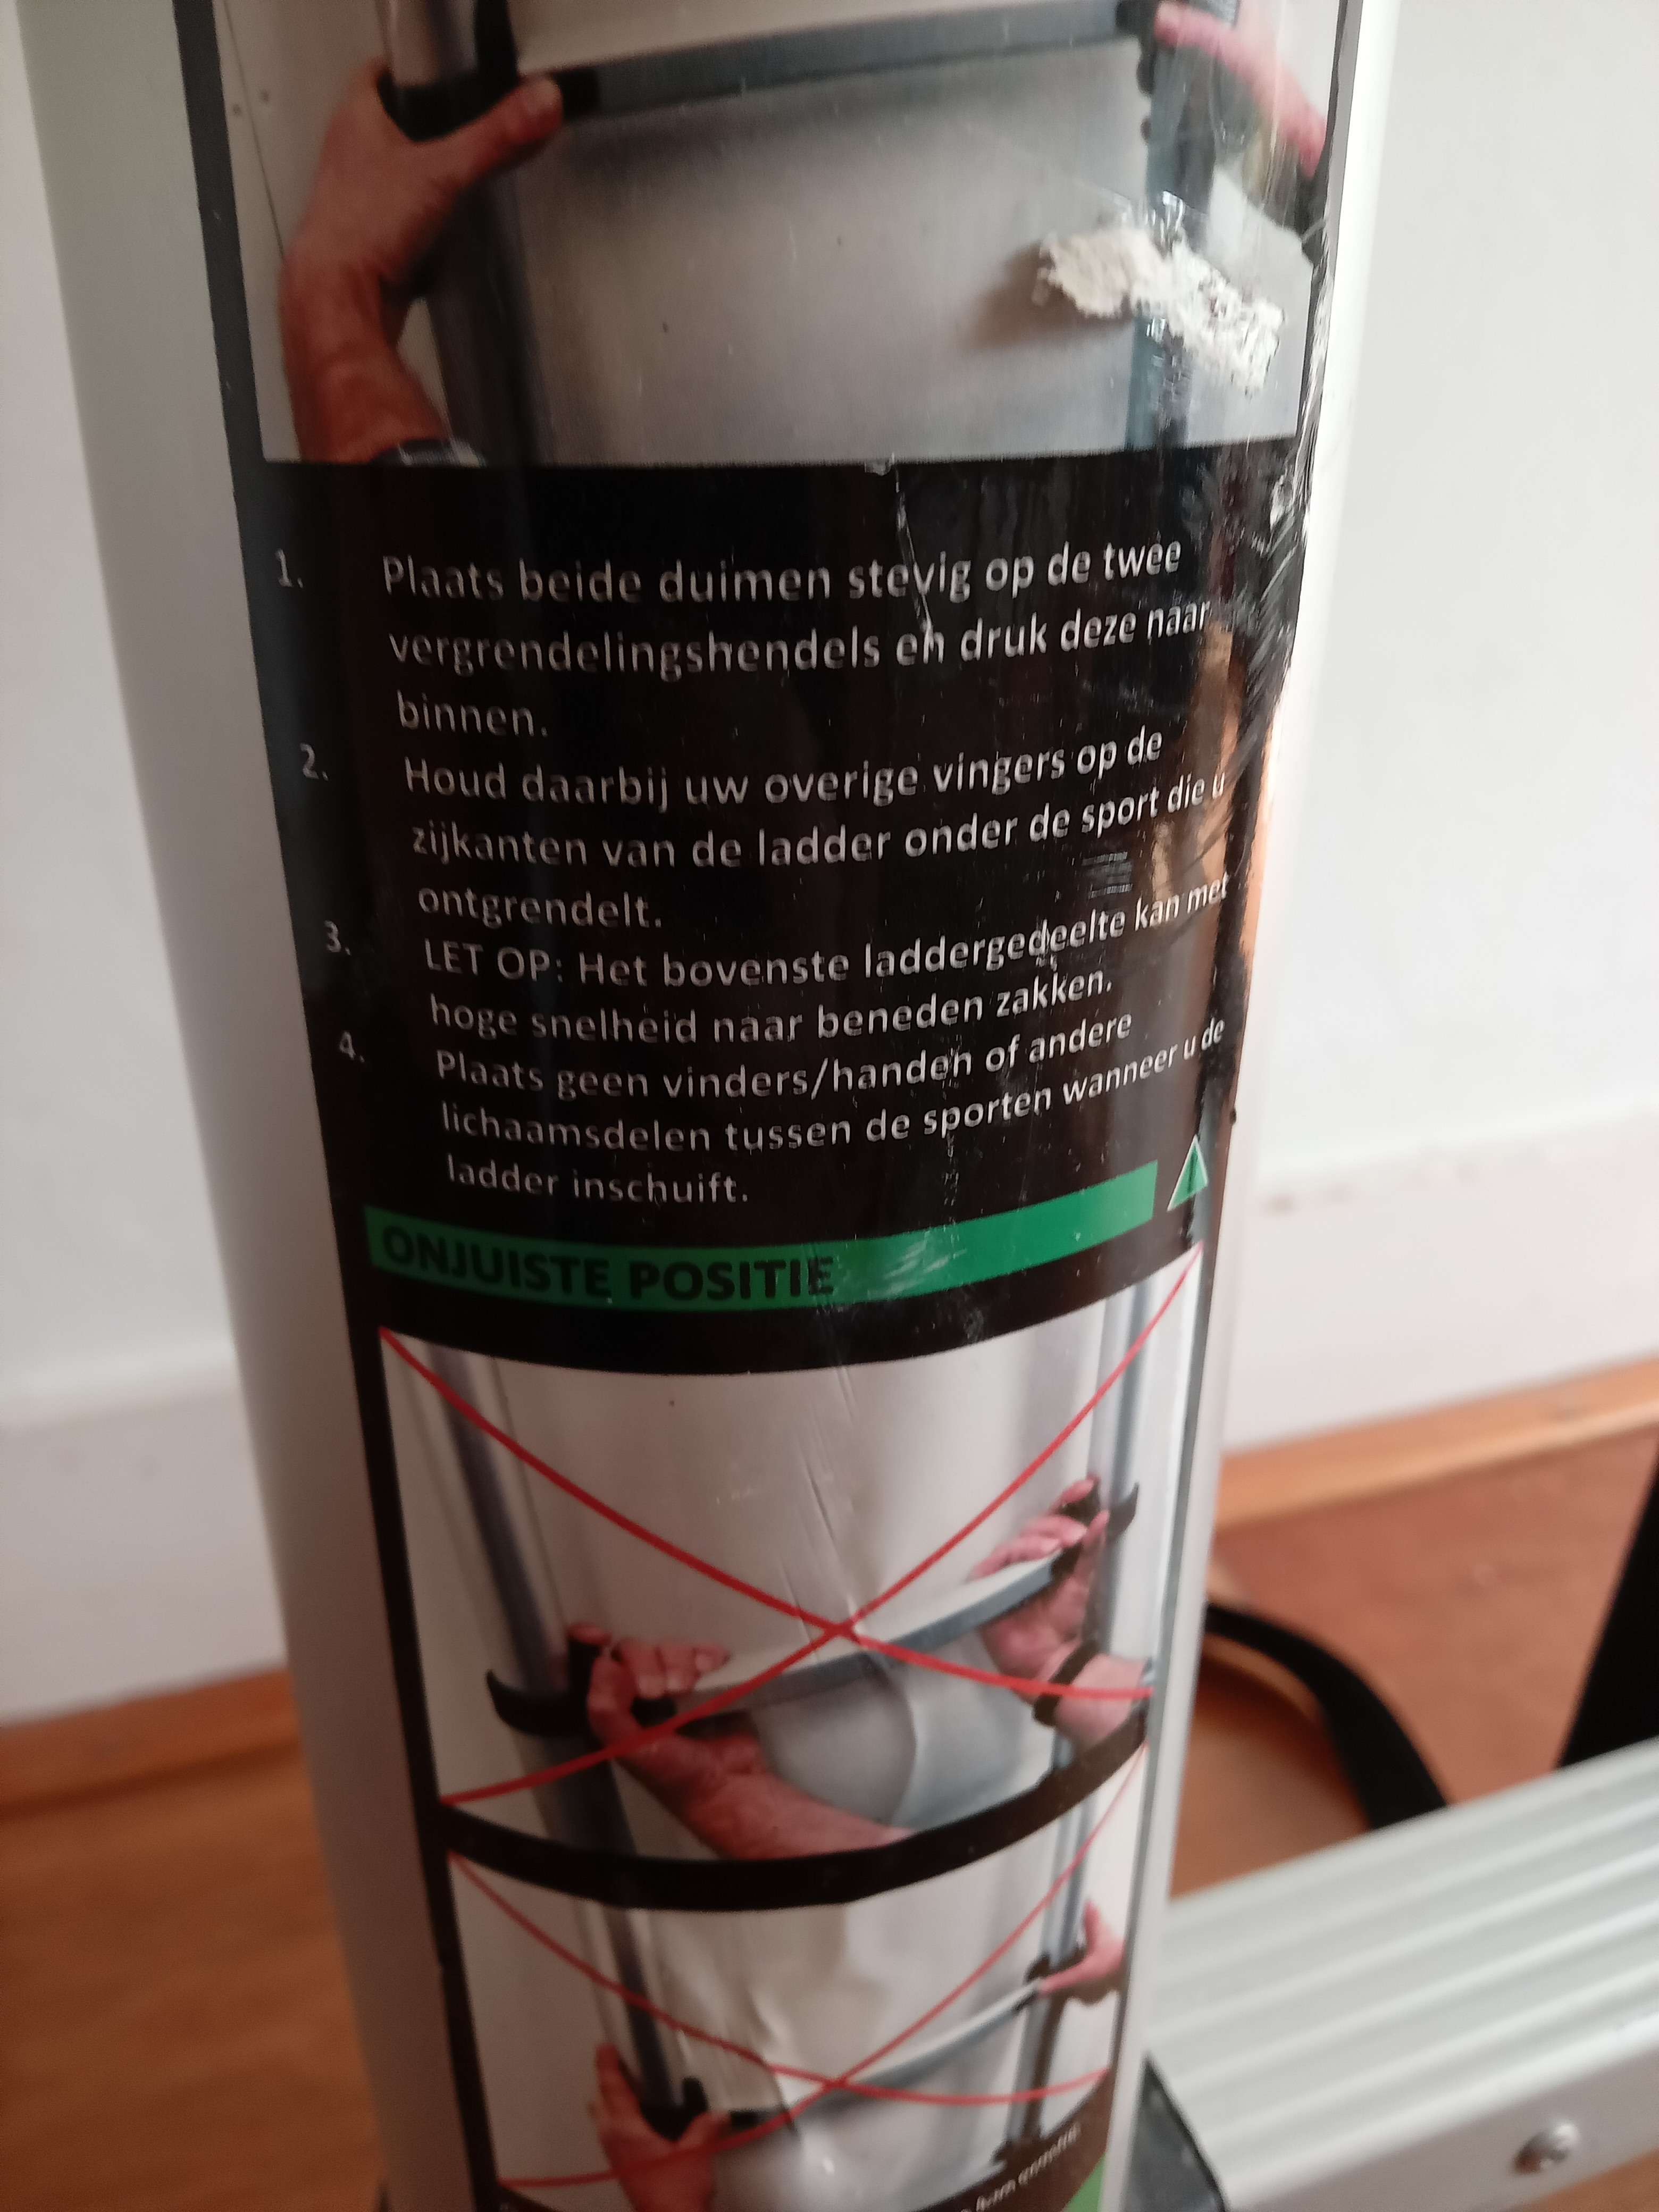 1. Plaats beide duimen stevig op de twee
vergrendelingshendels en druk deze naar
binnen.
2. Houd daarbij uw overige vingers op de
zijkanten van de ladder onder de sport die u
ontgrendelt.
3. LET OP: Het bovenste laddergedeelte kan met
hoge snelheid naar beneden zakken.
4. Plaats geen vinders/handen of andere
lichaamsdelen tussen de sporten wanneer u de
ladder inschuift.
ONJUISTE POSITIE